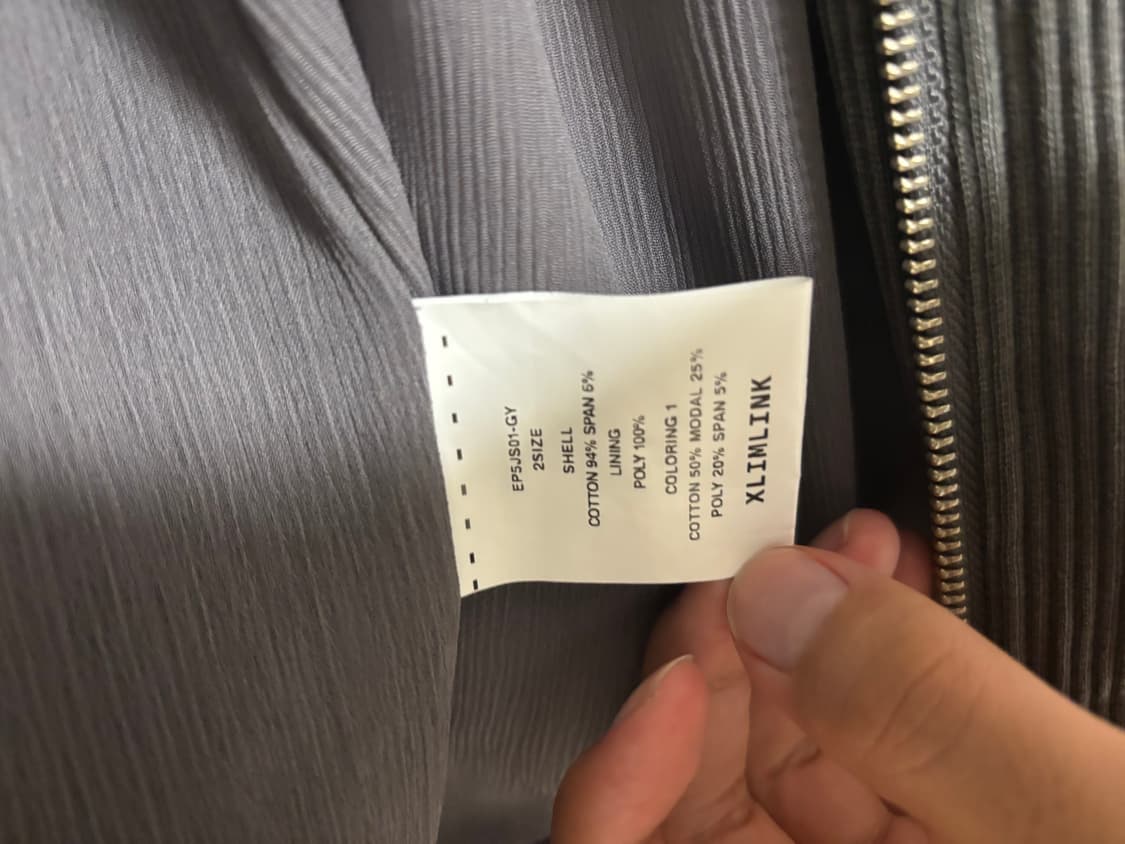 EP5JS01-GY
2SIZE
SHELL
COTTON 94% SPAN 6%
LINING
POLY 100%
COLORING 1
COTTON 50% MODAL 25%
POLY 20% SPAN 5%
XLIMLINK